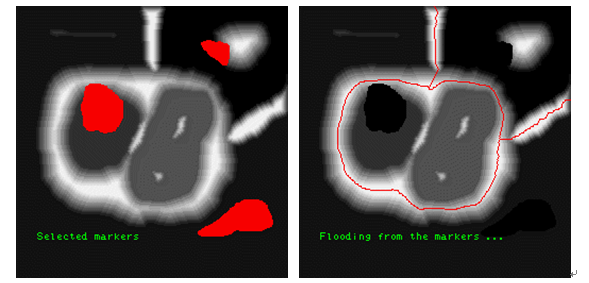 Selected markers
Flooding from the markers ...